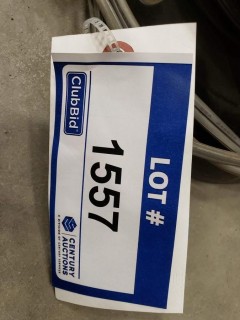 LOT #
1557
ClubBid
CENTURY
AUCTIONS